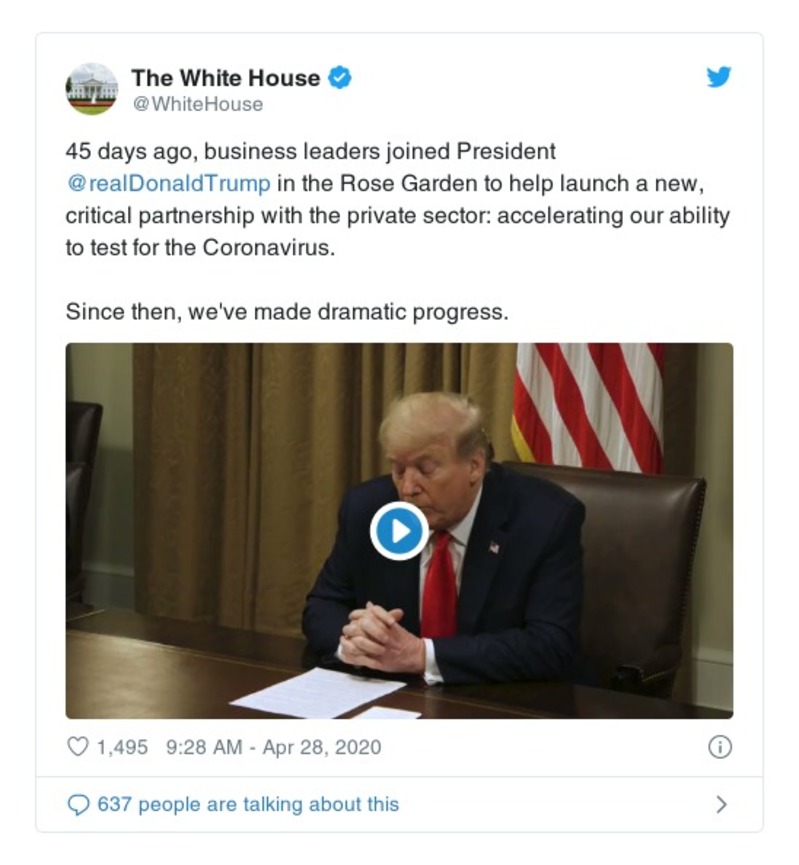 The White House
@WhiteHouse
45 days ago, business leaders joined President
@realDonaldTrump in the Rose Garden to help launch a new,
critical partnership with the private sector: accelerating our ability
to test for the Coronavirus.
Since then, we've made dramatic progress.
1,495 9:28 AM - Apr 28, 2020
637 people are talking about this